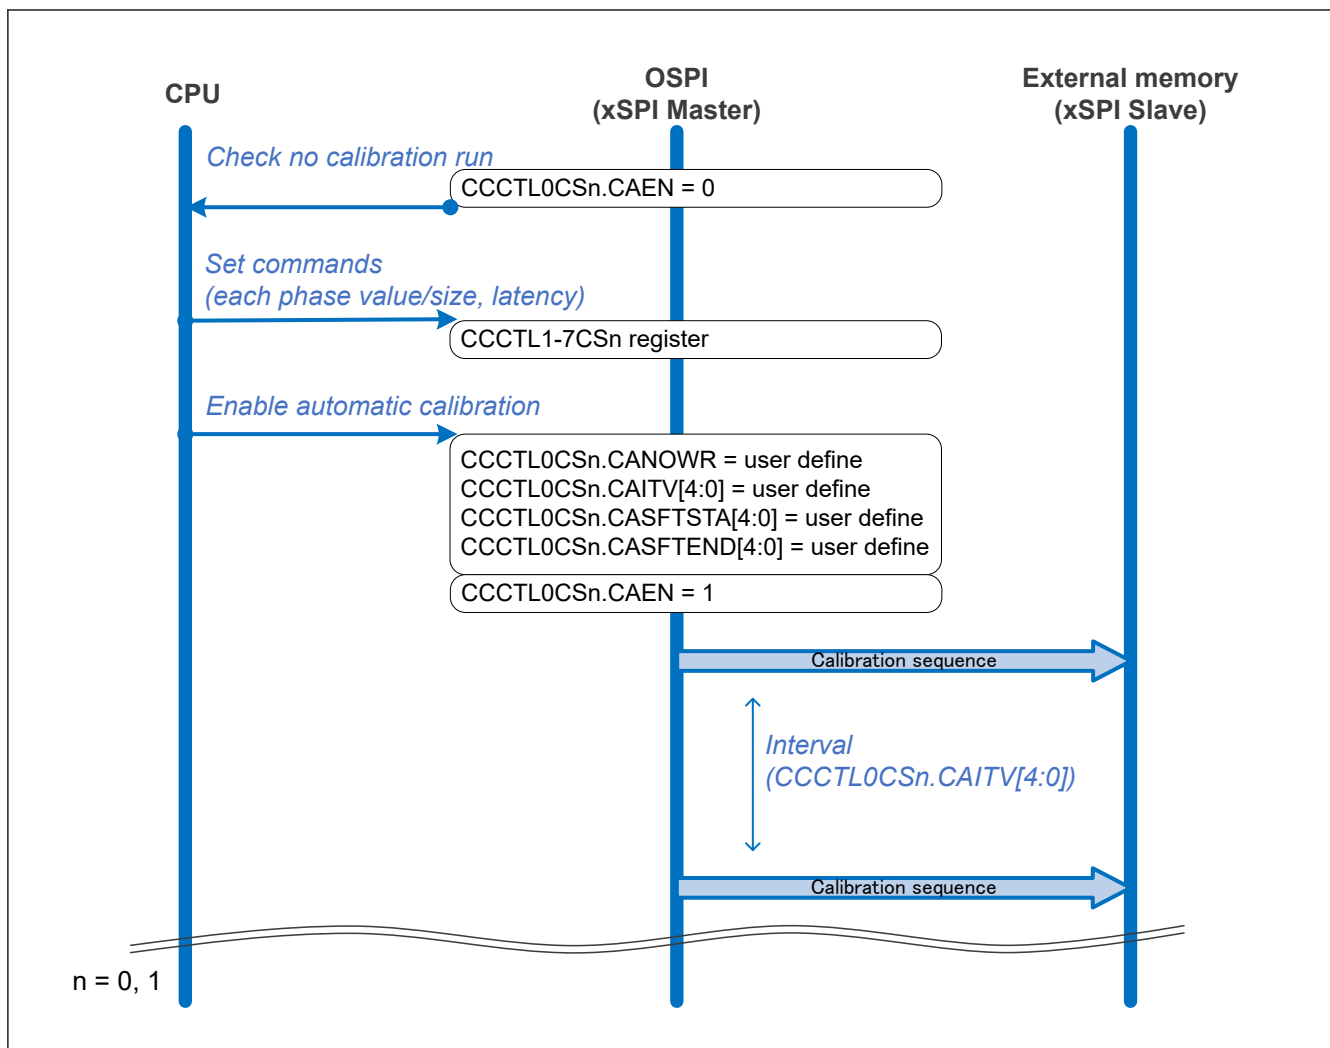 CPU
OSPI
(xSPI Master)
External memory
(xSPI Slave)
Check no calibration run
CCCTL0CSn.CAEN = 0
Set commands
(each phase value/size, latency)
CCCTL1-7CSn register
Enable automatic calibration
CCCTL0CSn.CANOWR = user define
CCCTL0CSn.CAITV[4:0] = user define
CCCTL0CSn.CASFTSTA[4:0] = user define
CCCTL0CSn.CASFTEND[4:0] = user define
CCCTL0CSn.CAEN = 1
Calibration sequence
Interval
(CCCTL0CSn.CAITV[4:0])
Calibration sequence
n = 0, 1